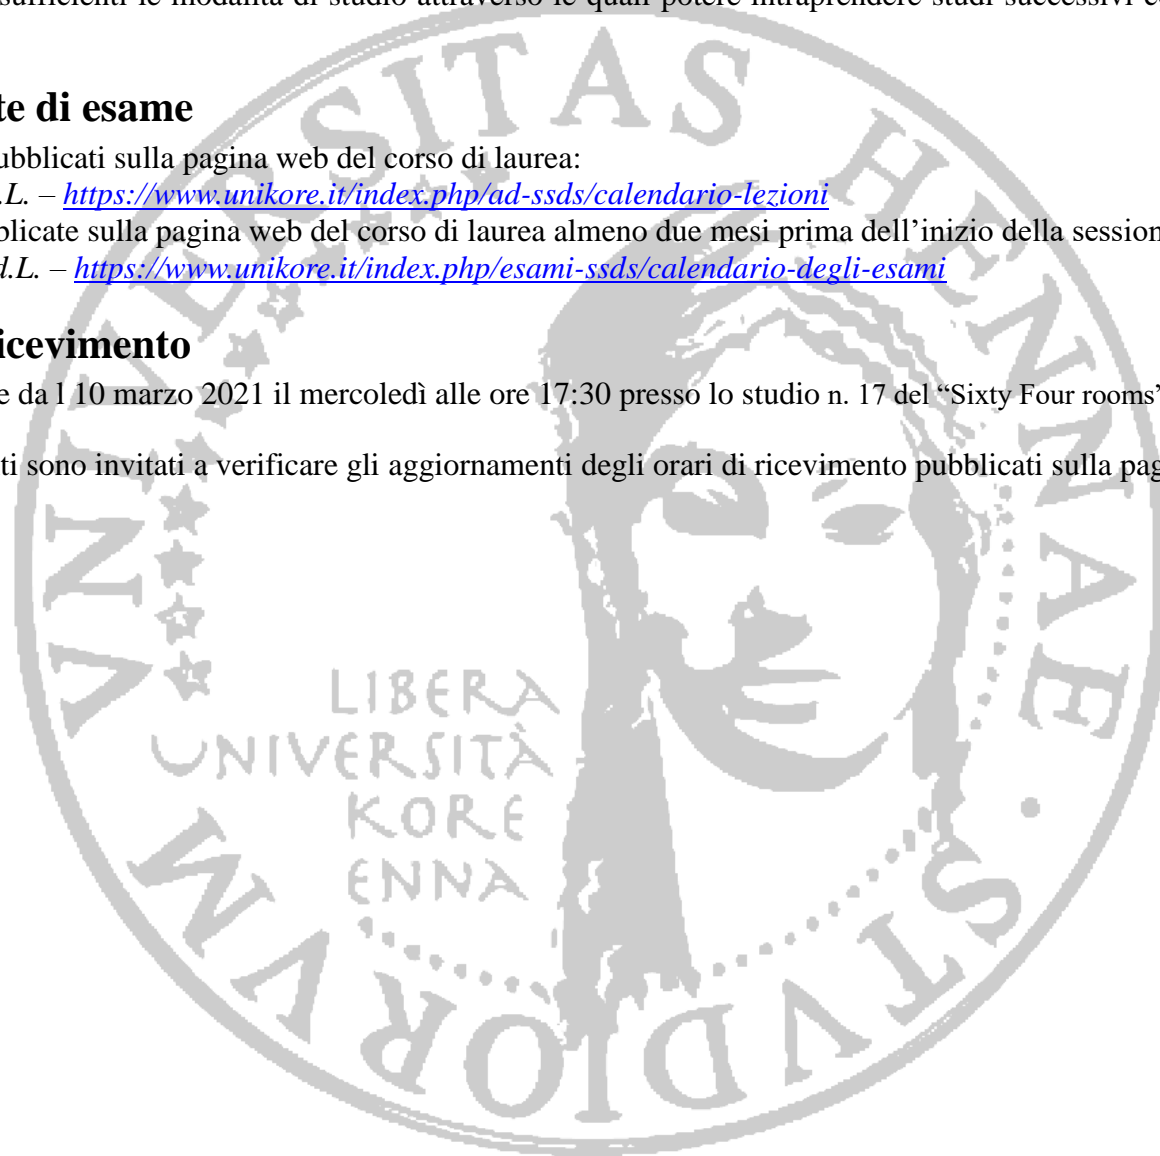 sufficienti le modalità di studio attraverso le quali potere intraprendere studi successivi
te di esame
ubblicati sulla pagina web del corso di laurea:
.L. – https://www.unikore.it/index.php/ad-ssds/calendario-lezioni
blicate sulla pagina web del corso di laurea almeno due mesi prima dell’inizio della session
d.L. – https://www.unikore.it/index.php/esami-ssds/calendario-degli-esami
icevimento
e da l 10 marzo 2021 il mercoledì alle ore 17:30 presso lo studio n. 17 del “Sixty Four rooms”
ti sono invitati a verificare gli aggiornamenti degli orari di ricevimento pubblicati sulla pag
VNIVERSITAS HENNAE • STVDIORVM
LIBERA
UNIVERSITÀ
KORE
ENNA